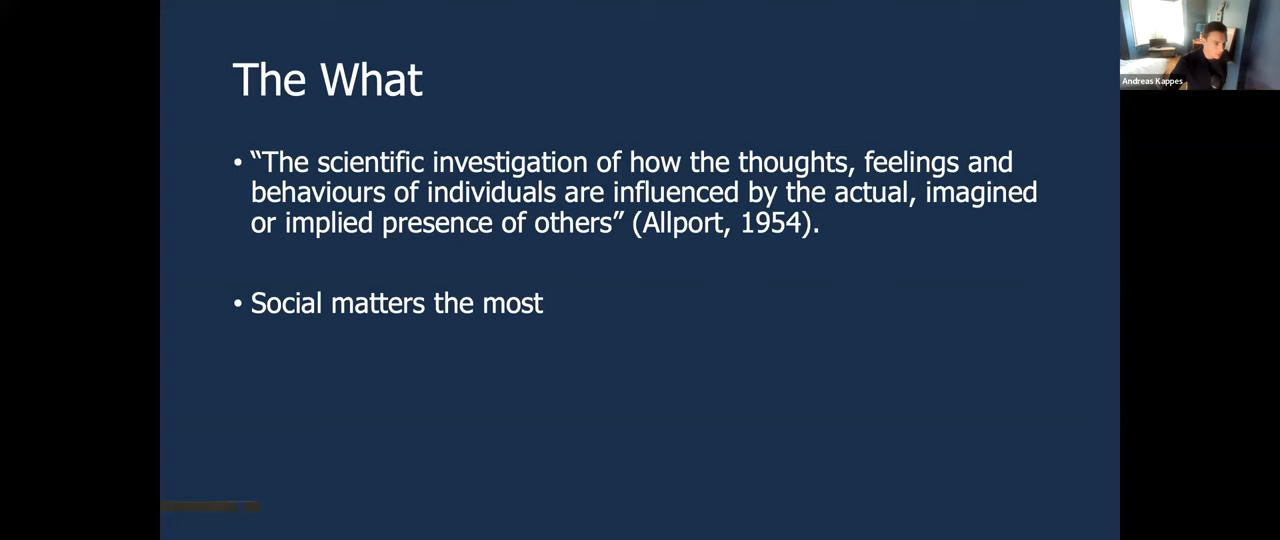 The What
• “The scientific investigation of how the thoughts, feelings and
behaviours of individuals are influenced by the actual, imagined
or implied presence of others” (Allport, 1954).
• Social matters the most
Andreas Kappes